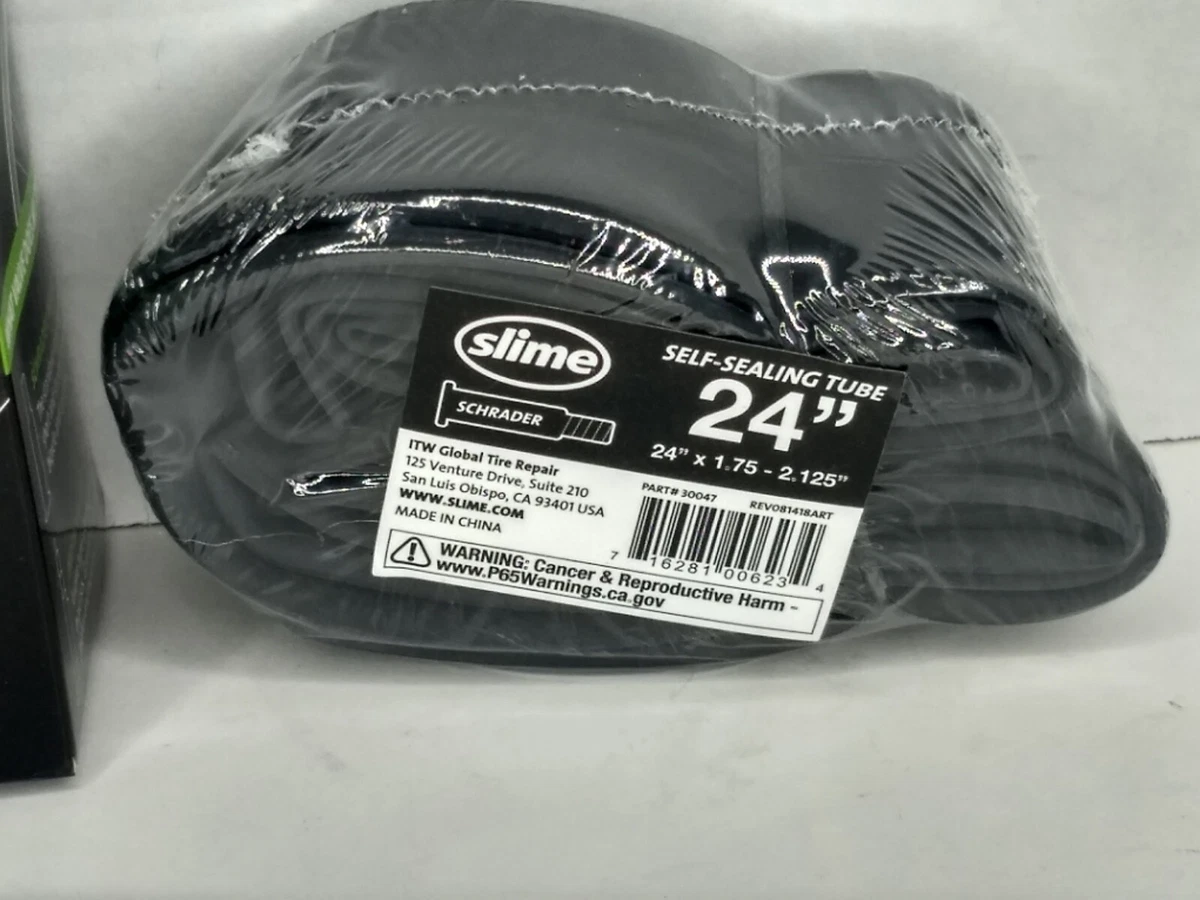 slime
SCHRADER
SELF-SEALING TUBE
24”
24” x 1.75 - 2.125”
ITW Global Tire Repair
125 Venture Drive, Suite 210
San Luis Obispo, CA 93401 USA
WWW.SLIME.COM
MADE IN CHINA
PART# 30047
REV081418ART
7 16281 00623 4
WARNING: Cancer & Reproductive Harm -
www.P65Warnings.ca.gov